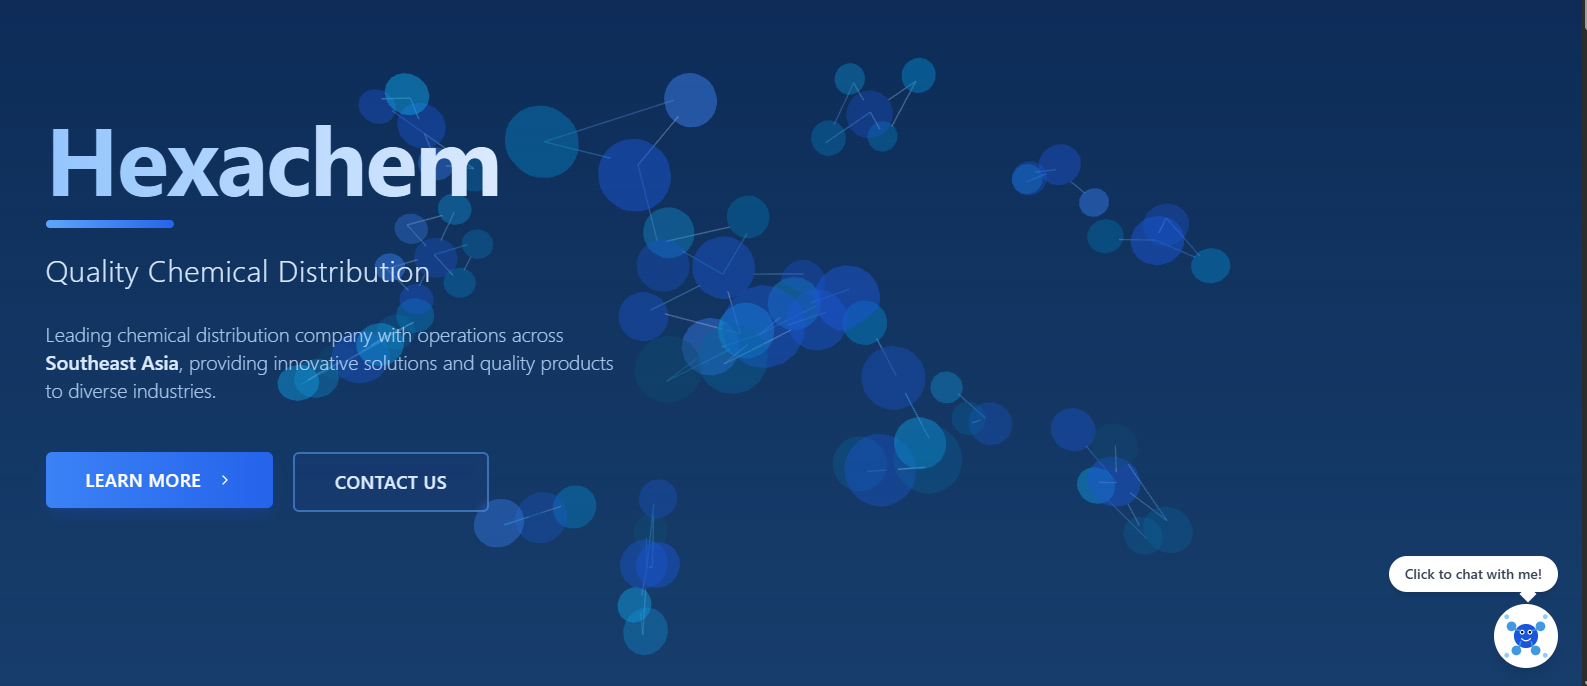 Hexachem
Quality Chemical Distribution
Leading chemical distribution company with operations across
Southeast Asia, providing innovative solutions and quality products
to diverse industries.
LEARN MORE
CONTACT US
Click to chat with me!